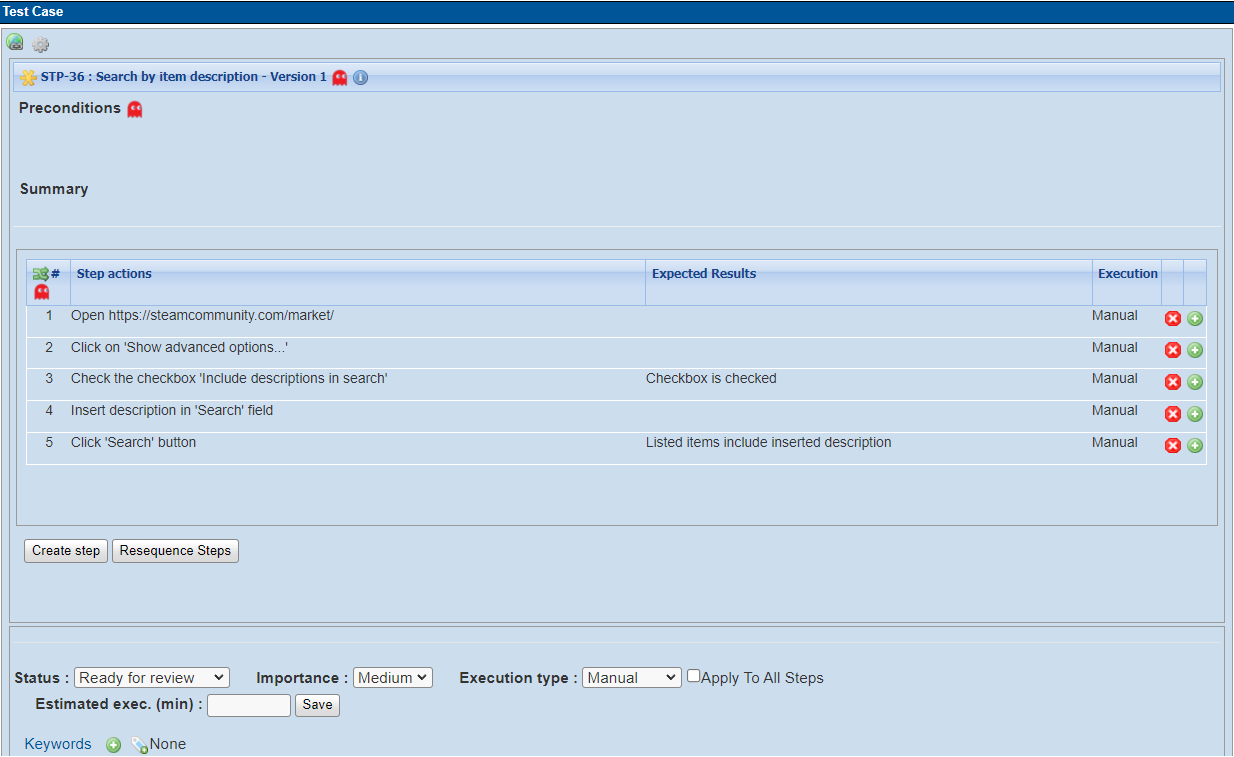 Test Case
STP-36 : Search by item description - Version 1
Preconditions
Summary
# Step actions Expected Results Execution
1 Open https://steamcommunity.com/market/ Manual
2 Click on 'Show advanced options...' Manual
3 Check the checkbox 'Include descriptions in search' Checkbox is checked Manual
4 Insert description in 'Search' field Manual
5 Click 'Search' button Listed items include inserted description Manual
Create step Resequence Steps
Status : Ready for review Importance : Medium Execution type : Manual Apply To All Steps
Estimated exec. (min) : Save
Keywords None